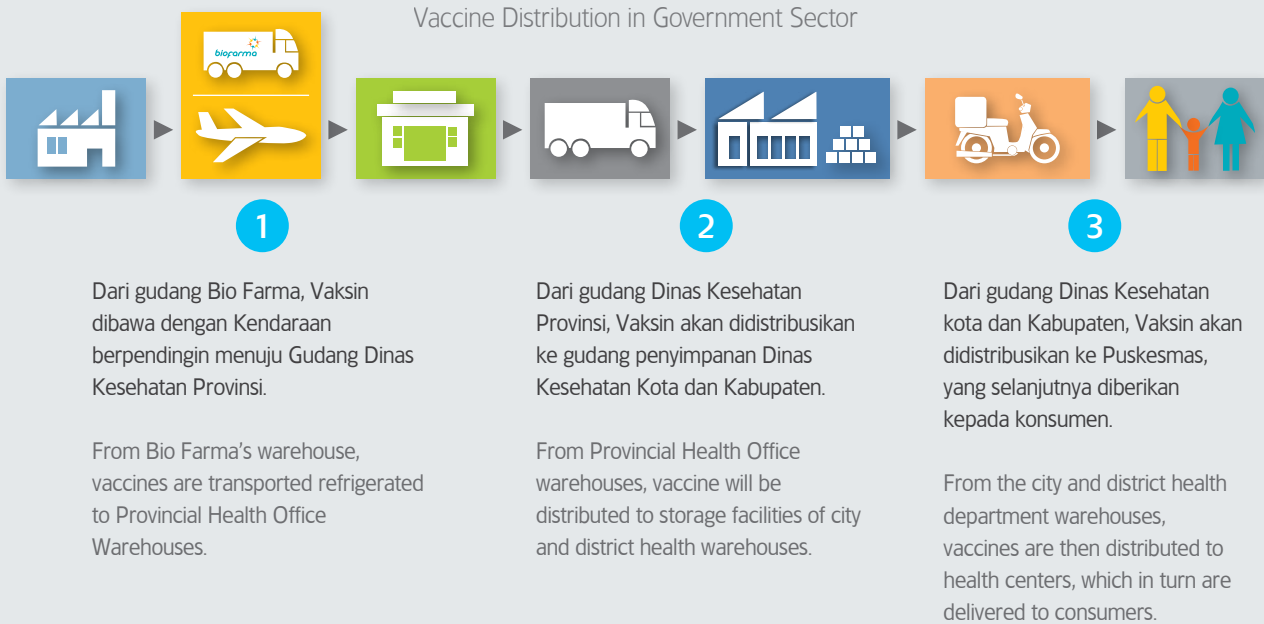 Vaccine Distribution in Government Sector
biofarma
1
Dari gudang Bio Farma, Vaksin
dibawa dengan Kendaraan
berpendingin menuju Gudang Dinas
Kesehatan Provinsi.
From Bio Farma's warehouse,
vaccines are transported refrigerated
to Provincial Health Office
Warehouses.
2
Dari gudang Dinas Kesehatan
Provinsi, Vaksin akan didistribusikan
ke gudang penyimpanan Dinas
Kesehatan Kota dan Kabupaten.
From Provincial Health Office
warehouses, vaccine will be
distributed to storage facilities of city
and district health warehouses.
3
Dari gudang Dinas Kesehatan
kota dan Kabupaten, Vaksin akan
didistribusikan ke Puskesmas,
yang selanjutnya diberikan
kepada konsumen.
From the city and district health
department warehouses,
vaccines are then distributed to
health centers, which in turn are
delivered to consumers.